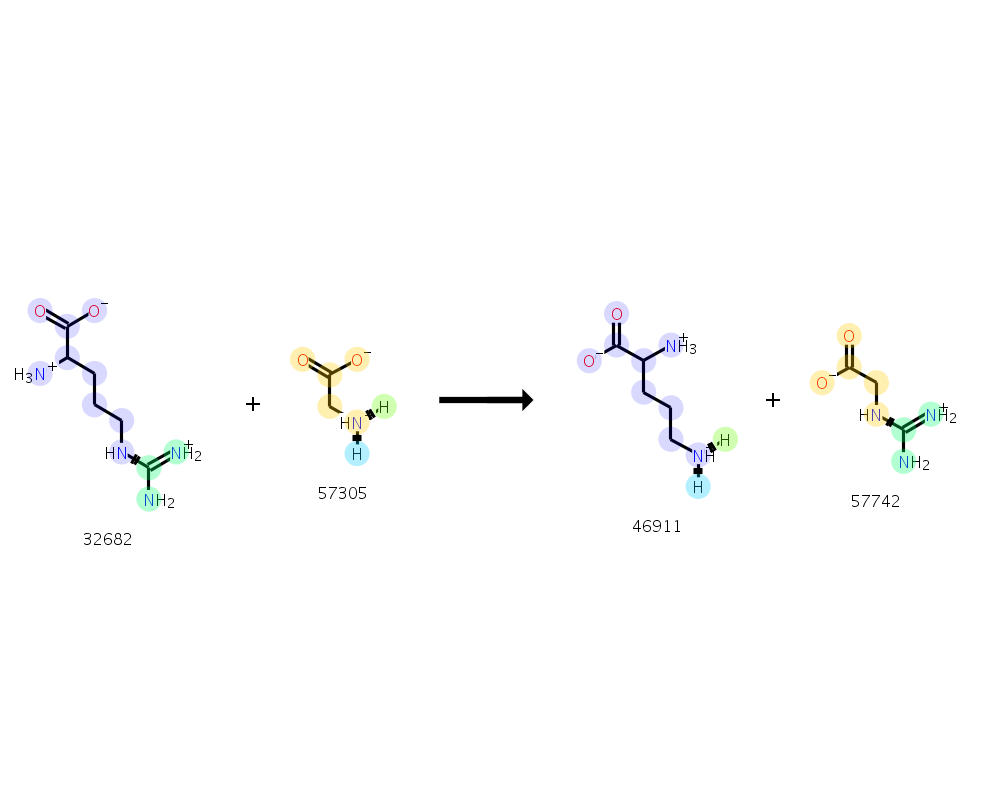 O O⁻
H₃N⁺
HN NH₂⁺
NH₂
32682
+
O O⁻
HN H
H
57305
O
O⁻ NH₃⁺
NH⁺ H
H
46911
+
O
O⁻
HN NH₂⁺
NH₂
57742